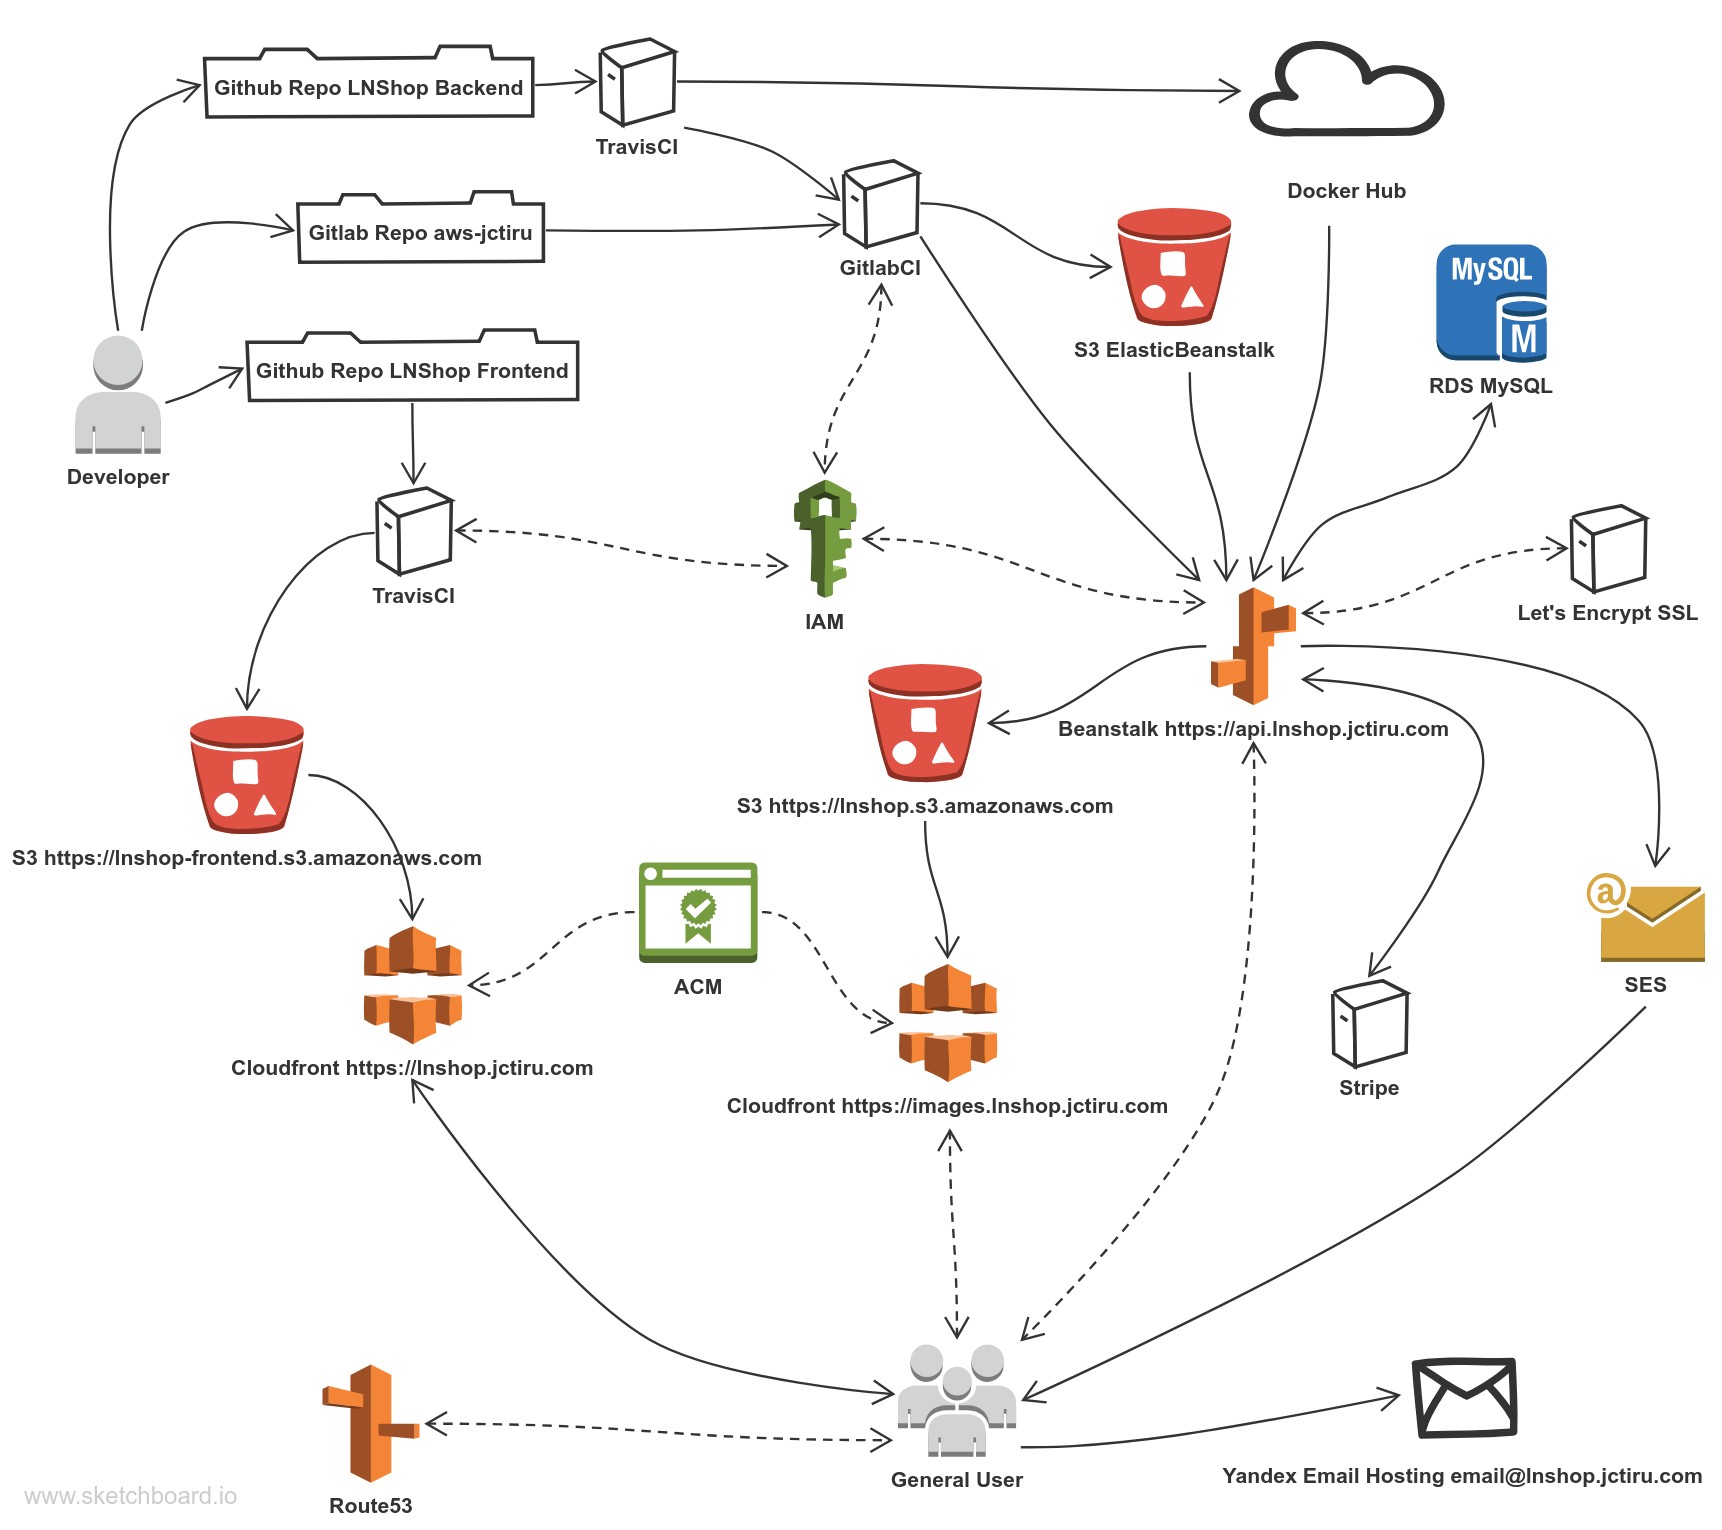 Github Repo LNShop Backend
TravisCI
Docker Hub
Gitlab Repo aws-jctiru
GitlabCI
MySQL
M
S3 ElasticBeanstalk
RDS MySQL
Github Repo LNShop Frontend
Developer
TravisCI
IAM
Let's Encrypt SSL
Beanstalk https://api.lnshop.jctiru.com
S3 https://lnshop.s3.amazonaws.com
S3 https://lnshop-frontend.s3.amazonaws.com
@
ACM
SES
Cloudfront https://lnshop.jctiru.com
Stripe
Cloudfront https://images.lnshop.jctiru.com
General User
Yandex Email Hosting email@lnshop.jctiru.com
Route53
www.sketchboard.io